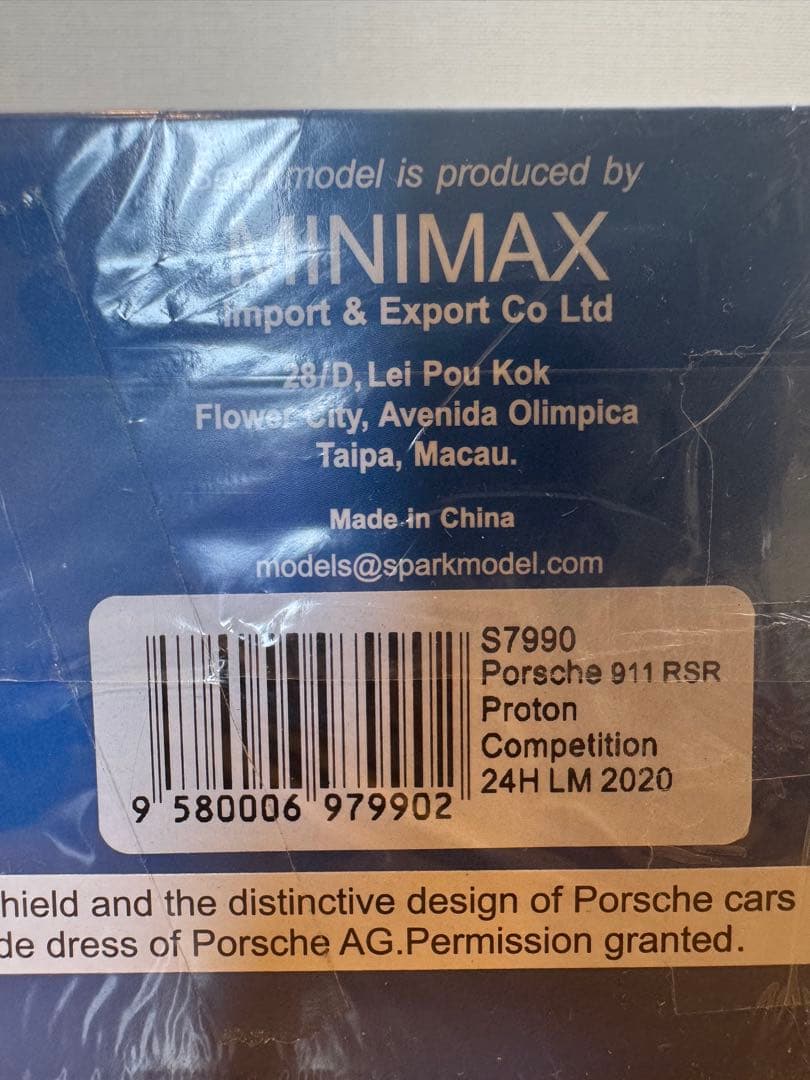 Spark model is produced by
MINIMAX
Import & Export Co Ltd
28/D, Lei Pou Kok
Flower City, Avenida Olimpica
Taipa, Macau.
Made in China
models@sparkmodel.com
S7990
Porsche 911 RSR
Proton
Competition
24H LM 2020
9 580006 979902
hield and the distinctive design of Porsche cars
de dress of Porsche AG.Permission granted.